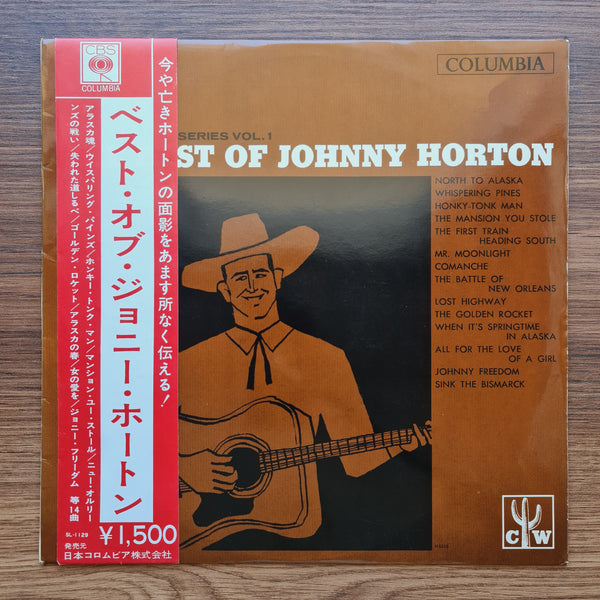 CBS
COLUMBIA
今や亡きホートンの面影をあます所なく伝える!
ベスト・オブ・ジョニー・ホートン
アラスカ魂/ウイスパリング・パインズ/ホンキー・トンク・マン/マンション・ユー・ストール/ニュー・オルリー
ンズの戦い/失われた道しるべ/ゴールデン・ロケット/アラスカの春/女の愛を/ジョニー・フリーダム 等14曲
SL-1129
¥1,500
発売元
日本コロムビア株式会社
COLUMBIA
SERIES VOL.1
ST OF JOHNNY HORTON
NORTH TO ALASKA
WHISPERING PINES
HONKY-TONK MAN
THE MANSION YOU STOLE
THE FIRST TRAIN
HEADING SOUTH
MR. MOONLIGHT
COMANCHE
THE BATTLE OF
NEW ORLEANS
LOST HIGHWAY
THE GOLDEN ROCKET
WHEN IT'S SPRINGTIME
IN ALASKA
ALL FOR THE LOVE
OF A GIRL
JOHNNY FREEDOM
SINK THE BISMARCK
C W